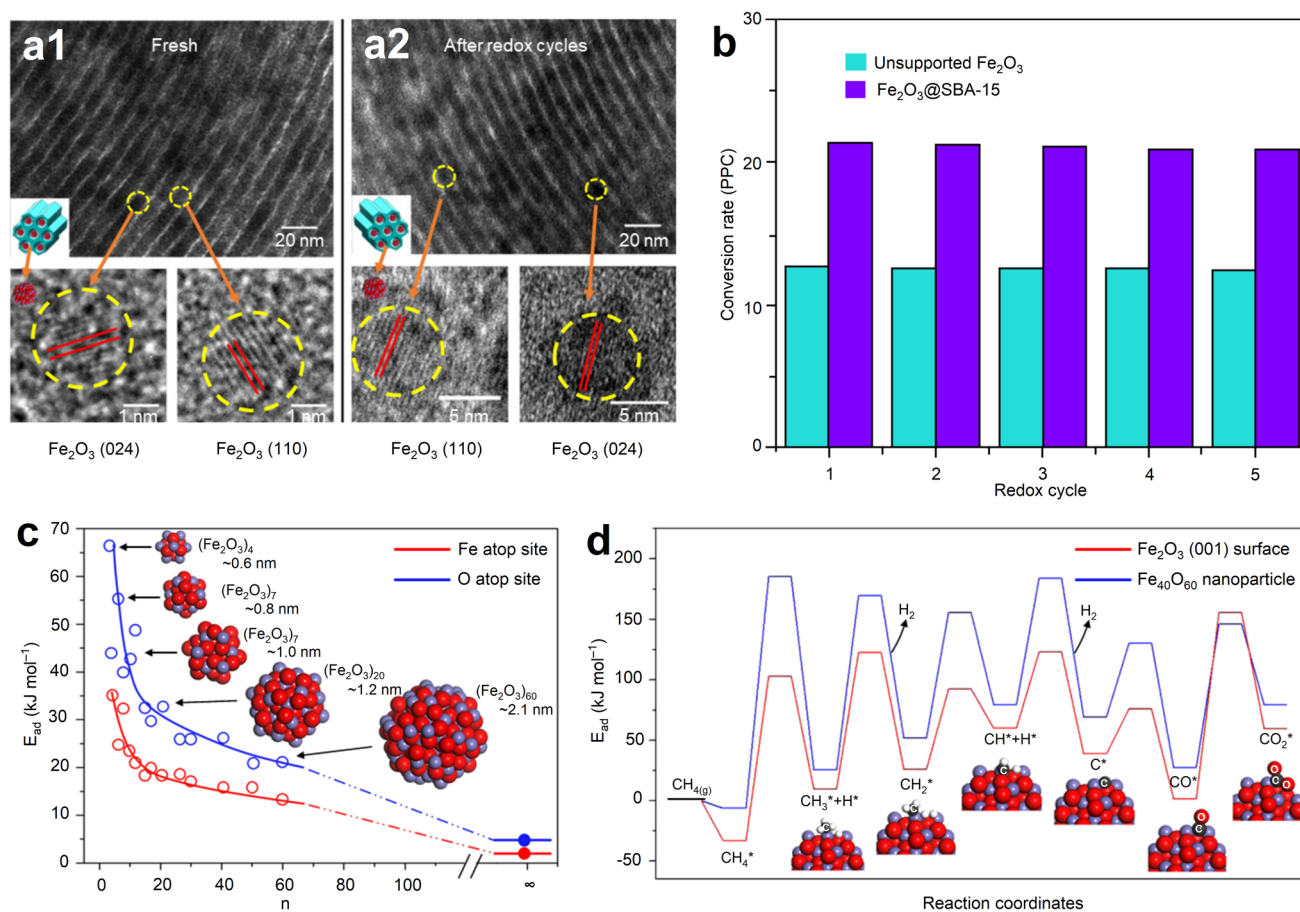 a1
Fresh
20 nm
1 nm
1 nm
Fe₂O₃ (024)
Fe₂O₃ (110)
a2
After redox cycles
20 nm
5 nm
5 nm
Fe₂O₃ (110)
Fe₂O₃ (024)
b
Unsupported Fe₂O₃
Fe₂O₃@SBA-15
Conversion rate (PPC)
30
20
10
0
1 2 3 4 5
Redox cycle
c
Fe atop site
O atop site
(Fe₂O₃)₄
~0.6 nm
(Fe₂O₃)₇
~0.8 nm
(Fe₂O₃)₇
~1.0 nm
(Fe₂O₃)₂₀
~1.2 nm
(Fe₂O₃)₆₀
~2.1 nm
E_ad (kJ mol⁻¹)
70
60
50
40
30
20
10
0
0 20 40 60 80 100 ∞
n
d
Fe₂O₃ (001) surface
Fe₄₀O₆₀ nanoparticle
E_ad (kJ mol⁻¹)
200
150
100
50
0
-50
CH₄₍g₎
CH₄*
CH₃*+H*
C
H₂
CH₂*
C
CH*+H*
C
H₂
C*
C
CO*
O
C
CO₂*
O
C
O
Reaction coordinates